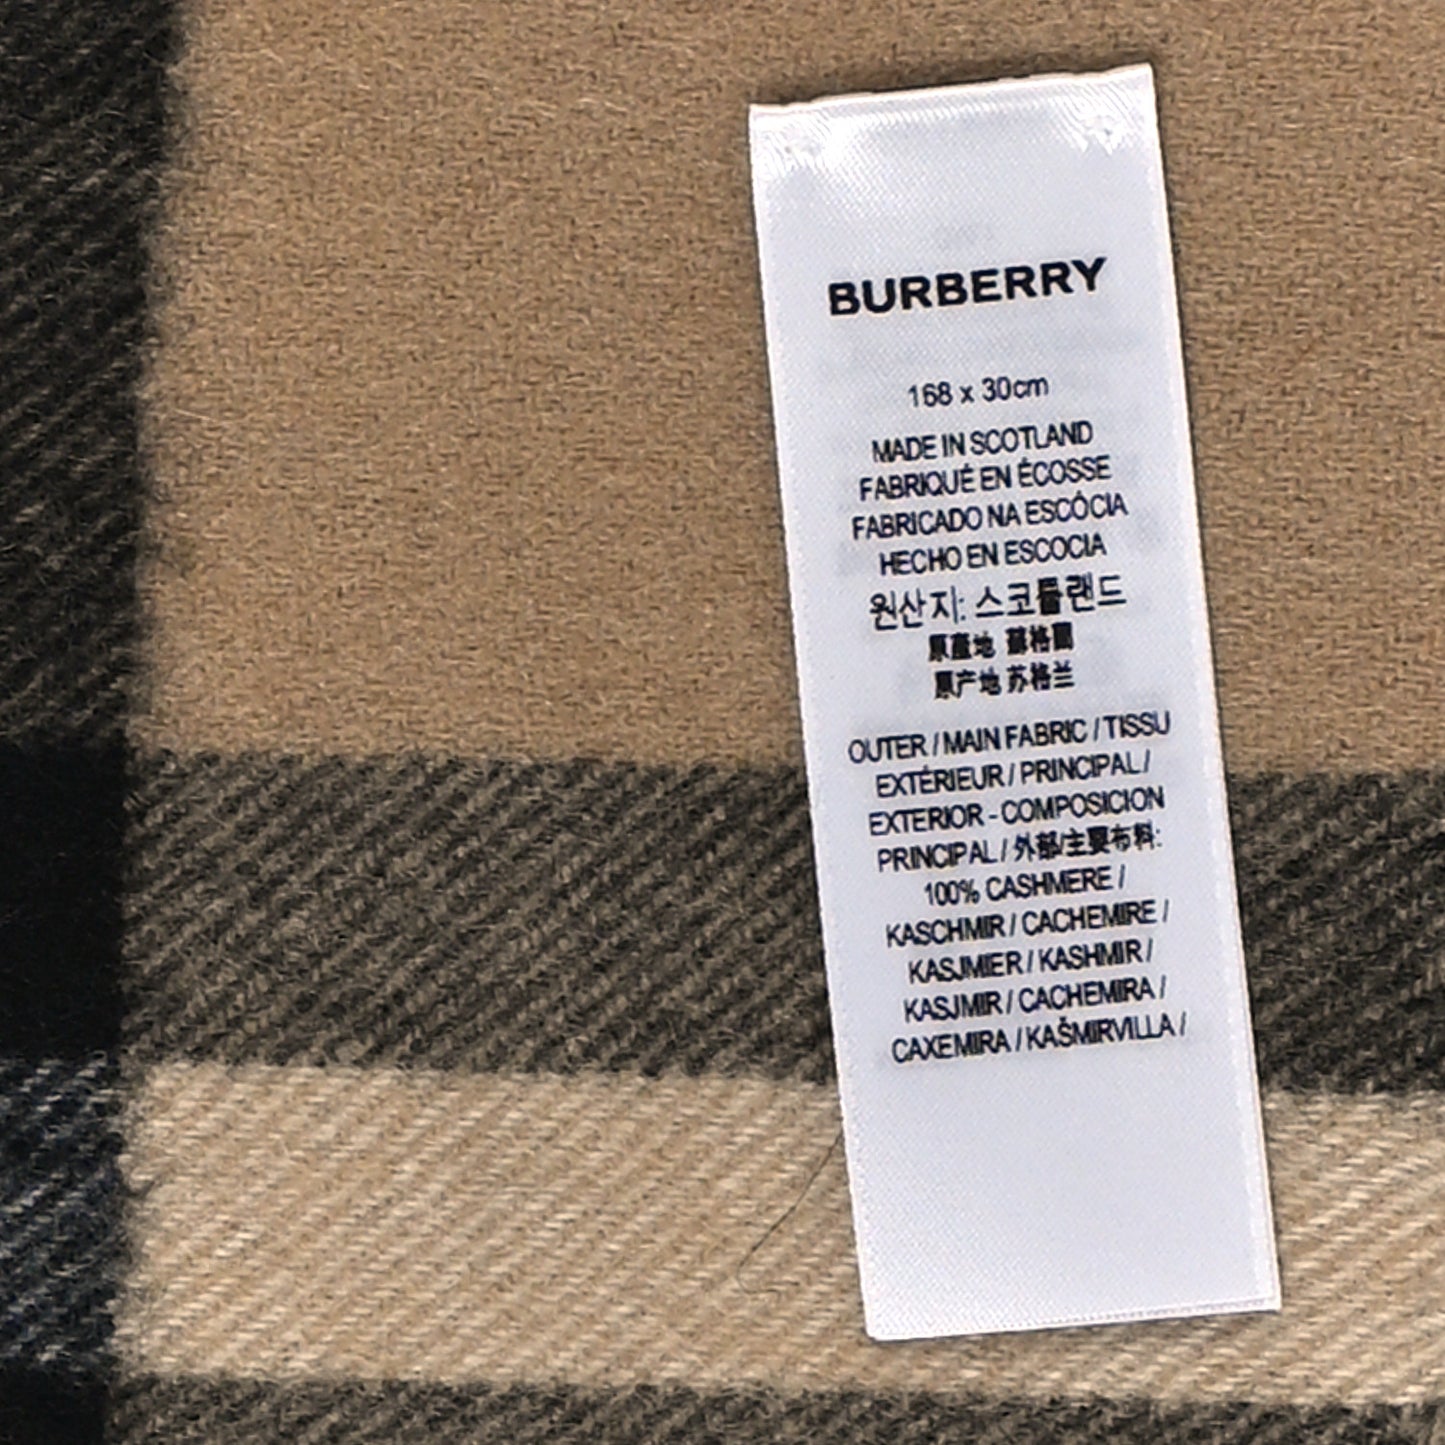 BURBERRY
168 x 30cm
MADE IN SCOTLAND
FABRIQUÉ EN ÉCOSSE
FABRICADO NA ESCÓCIA
HECHO EN ESCOCIA
원산지: 스코틀랜드
原產地 蘇格蘭
原产地 苏格兰
OUTER / MAIN FABRIC / TISSU
EXTÉRIEUR / PRINCIPAL /
EXTERIOR - COMPOSICION
PRINCIPAL / 外部/主要布料:
100% CASHMERE /
KASCHMIR / CACHEMIRE /
KASJMIER / KASHMIR /
KASJMIR / CACHEMIRA /
CAXEMIRA / KAŠMIRVILLA /